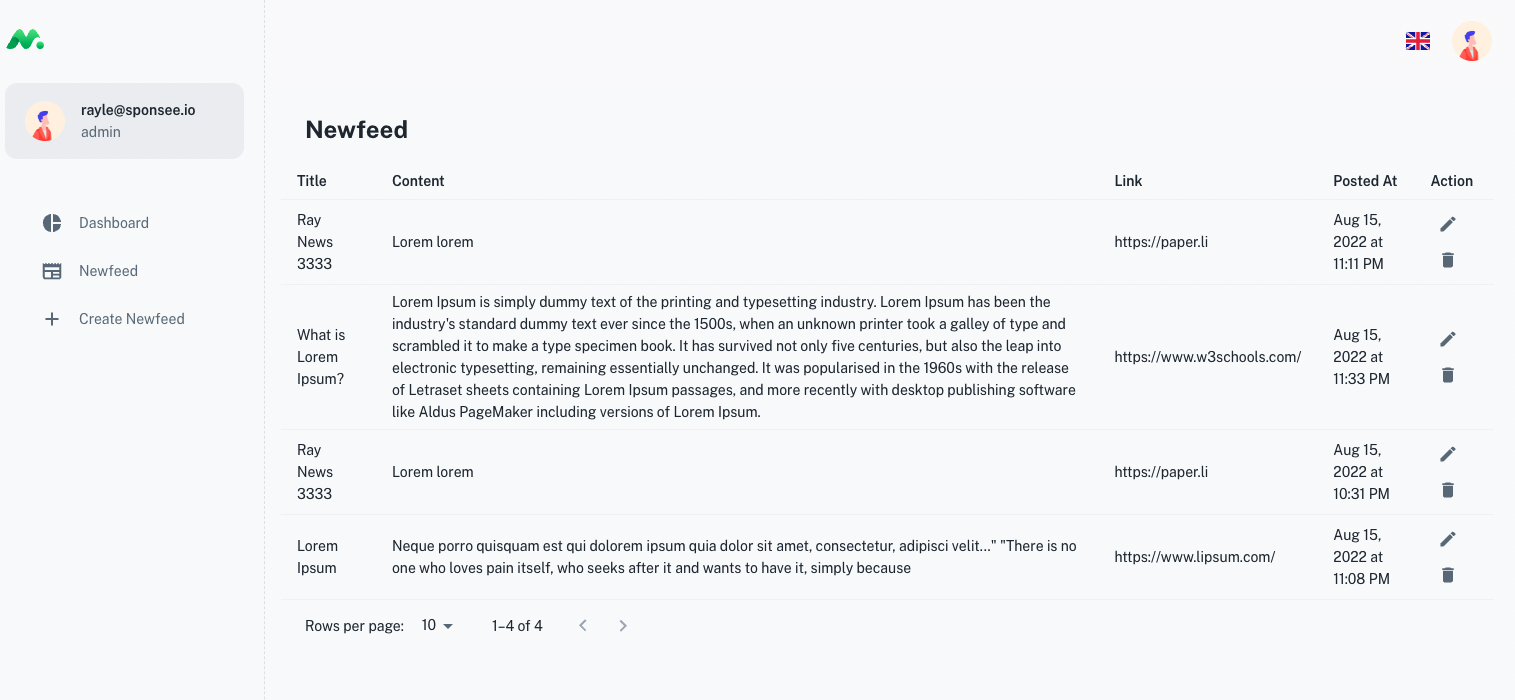 rayle@sponsee.io
admin
Dashboard
Newfeed
Create Newfeed
Newfeed
Title Content Link Posted At Action
Ray
News
3333
Lorem lorem
https://paper.li
Aug 15,
2022 at
11:11 PM
What is
Lorem
Ipsum?
Lorem Ipsum is simply dummy text of the printing and typesetting industry. Lorem Ipsum has been the
industry's standard dummy text ever since the 1500s, when an unknown printer took a galley of type and
scrambled it to make a type specimen book. It has survived not only five centuries, but also the leap into
electronic typesetting, remaining essentially unchanged. It was popularised in the 1960s with the release
of Letraset sheets containing Lorem Ipsum passages, and more recently with desktop publishing software
like Aldus PageMaker including versions of Lorem Ipsum.
https://www.w3schools.com/
Aug 15,
2022 at
11:33 PM
Ray
News
3333
Lorem lorem
https://paper.li
Aug 15,
2022 at
10:31 PM
Lorem
Ipsum
Neque porro quisquam est qui dolorem ipsum quia dolor sit amet, consectetur, adipisci velit..." "There is no
one who loves pain itself, who seeks after it and wants to have it, simply because
https://www.lipsum.com/
Aug 15,
2022 at
11:08 PM
Rows per page: 10 1–4 of 4